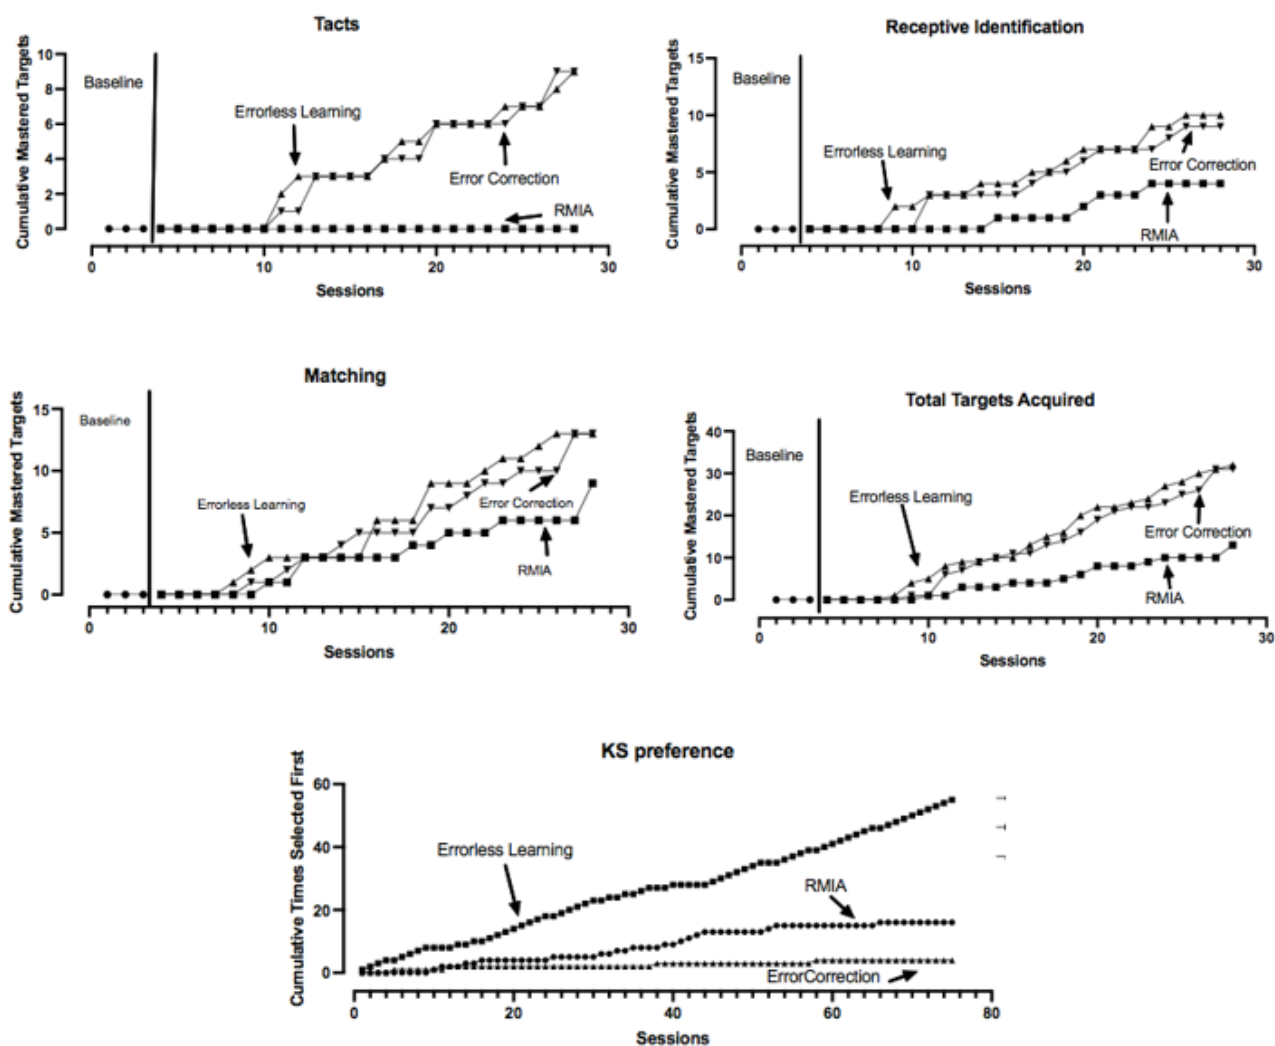 Tacts
Cumulative Mastered Targets
10
8
6
4
2
0
Baseline
Errorless Learning
Error Correction
RMIA
0
10
20
30
Sessions
Receptive Identification
Cumulative Mastered Targets
15
10
5
0
Baseline
Errorless Learning
Error Correction
RMIA
0
10
20
30
Sessions
Matching
Cumulative Mastered Targets
15
10
5
0
Baseline
Errorless Learning
Error Correction
RMIA
0
10
20
30
Sessions
Total Targets Acquired
Cumulative Mastered Targets
40
30
20
10
0
Baseline
Errorless Learning
Error Correction
RMIA
0
10
20
30
Sessions
KS preference
Cumulative Times Selected First
60
40
20
0
Errorless Learning
RMIA
ErrorCorrection
0
20
40
60
80
Sessions